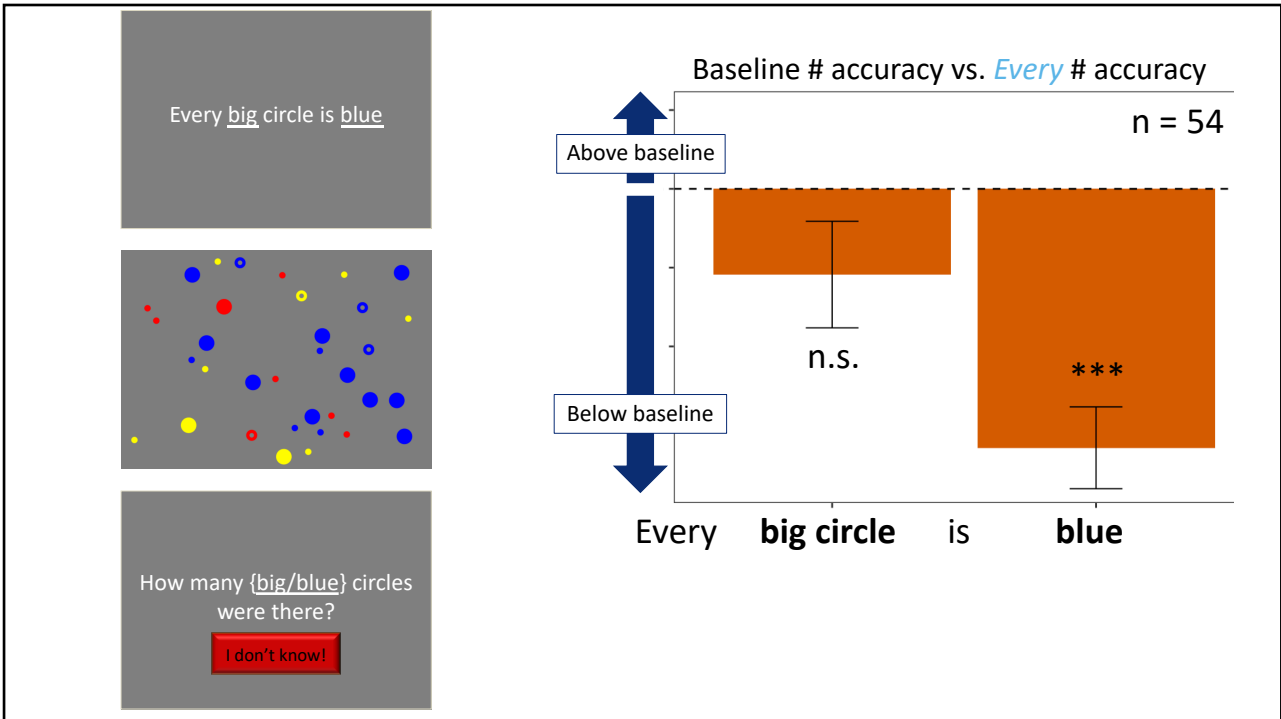 Every big circle is blue
How many {big/blue} circles
were there?
I don't know!
Baseline # accuracy vs. Every # accuracy
n = 54
Above baseline
n.s.
***
Below baseline
Every big circle is blue